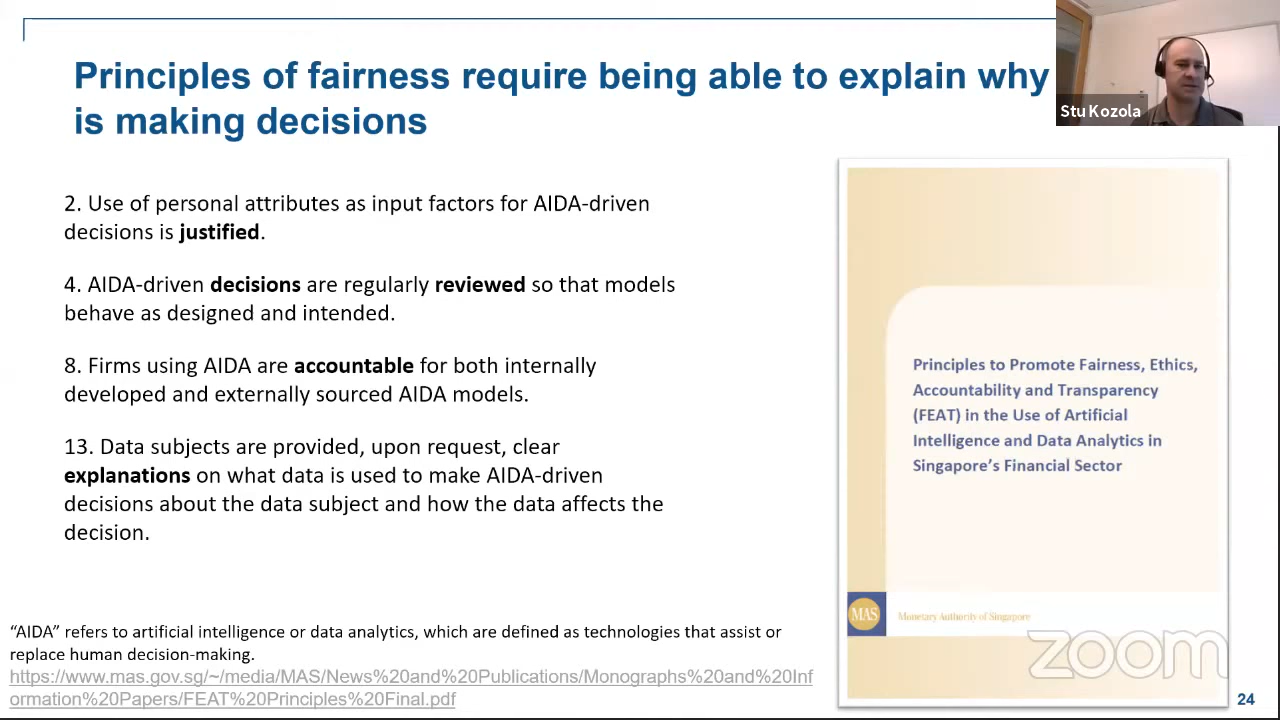 Principles of fairness require being able to explain why
is making decisions
Stu Kozola
2. Use of personal attributes as input factors for AIDA-driven
decisions is justified.
4. AIDA-driven decisions are regularly reviewed so that models
behave as designed and intended.
8. Firms using AIDA are accountable for both internally
developed and externally sourced AIDA models.
13. Data subjects are provided, upon request, clear
explanations on what data is used to make AIDA-driven
decisions about the data subject and how the data affects the
decision.
Principles to Promote Fairness, Ethics,
Accountability and Transparency
(FEAT) in the Use of Artificial
Intelligence and Data Analytics in
Singapore's Financial Sector
MAS
Monetary Authority of Singapore
zoom
“AIDA” refers to artificial intelligence or data analytics, which are defined as technologies that assist or
replace human decision-making.
https://www.mas.gov.sg/~/media/MAS/News%20and%20Publications/Monographs%20and%20Inf
ormation%20Papers/FEAT%20Principles%20Final.pdf
24